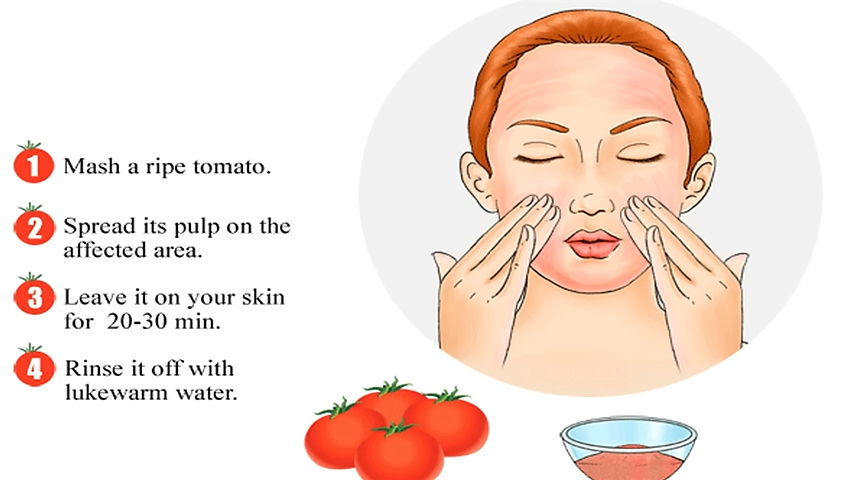 1 Mash a ripe tomato.
2 Spread its pulp on the
affected area.
3 Leave it on your skin
for 20-30 min.
4 Rinse it off with
lukewarm water.